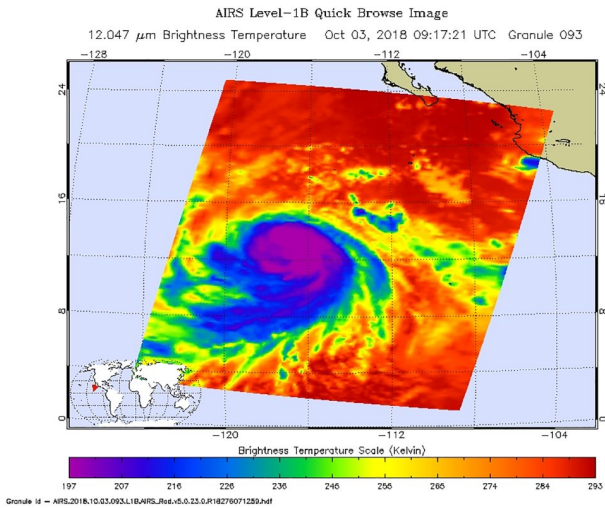 AIRS Level-1B Quick Browse Image
12.047 μm Brightness Temperature Oct 03, 2018 09:17:21 UTC Granule 093
-128 -120 -112 -104
24 24
16 16
8 8
0 0
-120 -112 -104
Brightness Temperature Scale (Kelvin)
197 207 216 226 236 245 255 264 274 284 293
Granule Id — AIRS.2018.10.03.093.L1B.AIRS_Rad.v5.0.23.0.R18276071259.hdf